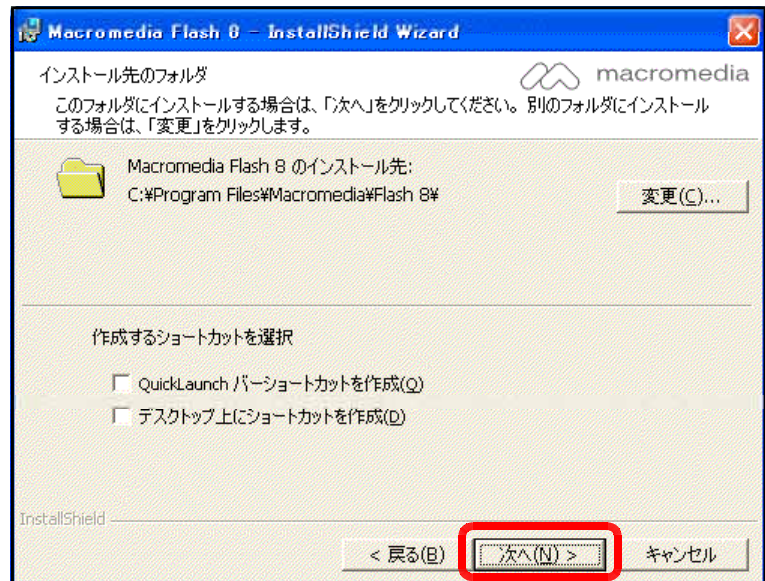 Macromedia Flash 8 - InstallShield Wizard
インストール先のフォルダ
macromedia
このフォルダにインストールする場合は、「次へ」をクリックしてください。別のフォルダにインストール
する場合は、「変更」をクリックします。
Macromedia Flash 8 のインストール先:
C:¥Program Files¥Macromedia¥Flash 8¥
変更(C)...
作成するショートカットを選択
QuickLaunch バーショートカットを作成(Q)
デスクトップ上にショートカットを作成(D)
InstallShield
< 戻る(B)
次へ(N) >
キャンセル